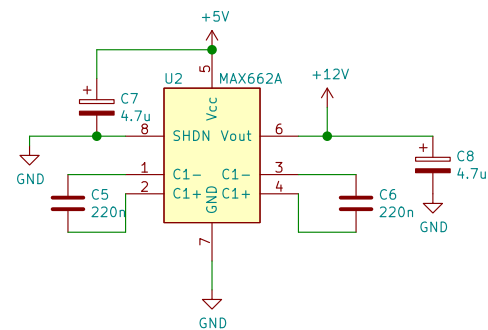 +5V
U2
MAX662A
5
Vcc
+12V
+
C7
4.7u
8
SHDN
Vout
6
GND
+
C8
4.7u
1
C1-
C1-
3
2
C1+
C1+
4
C5
220n
C6
220n
GND
GND
7
GND